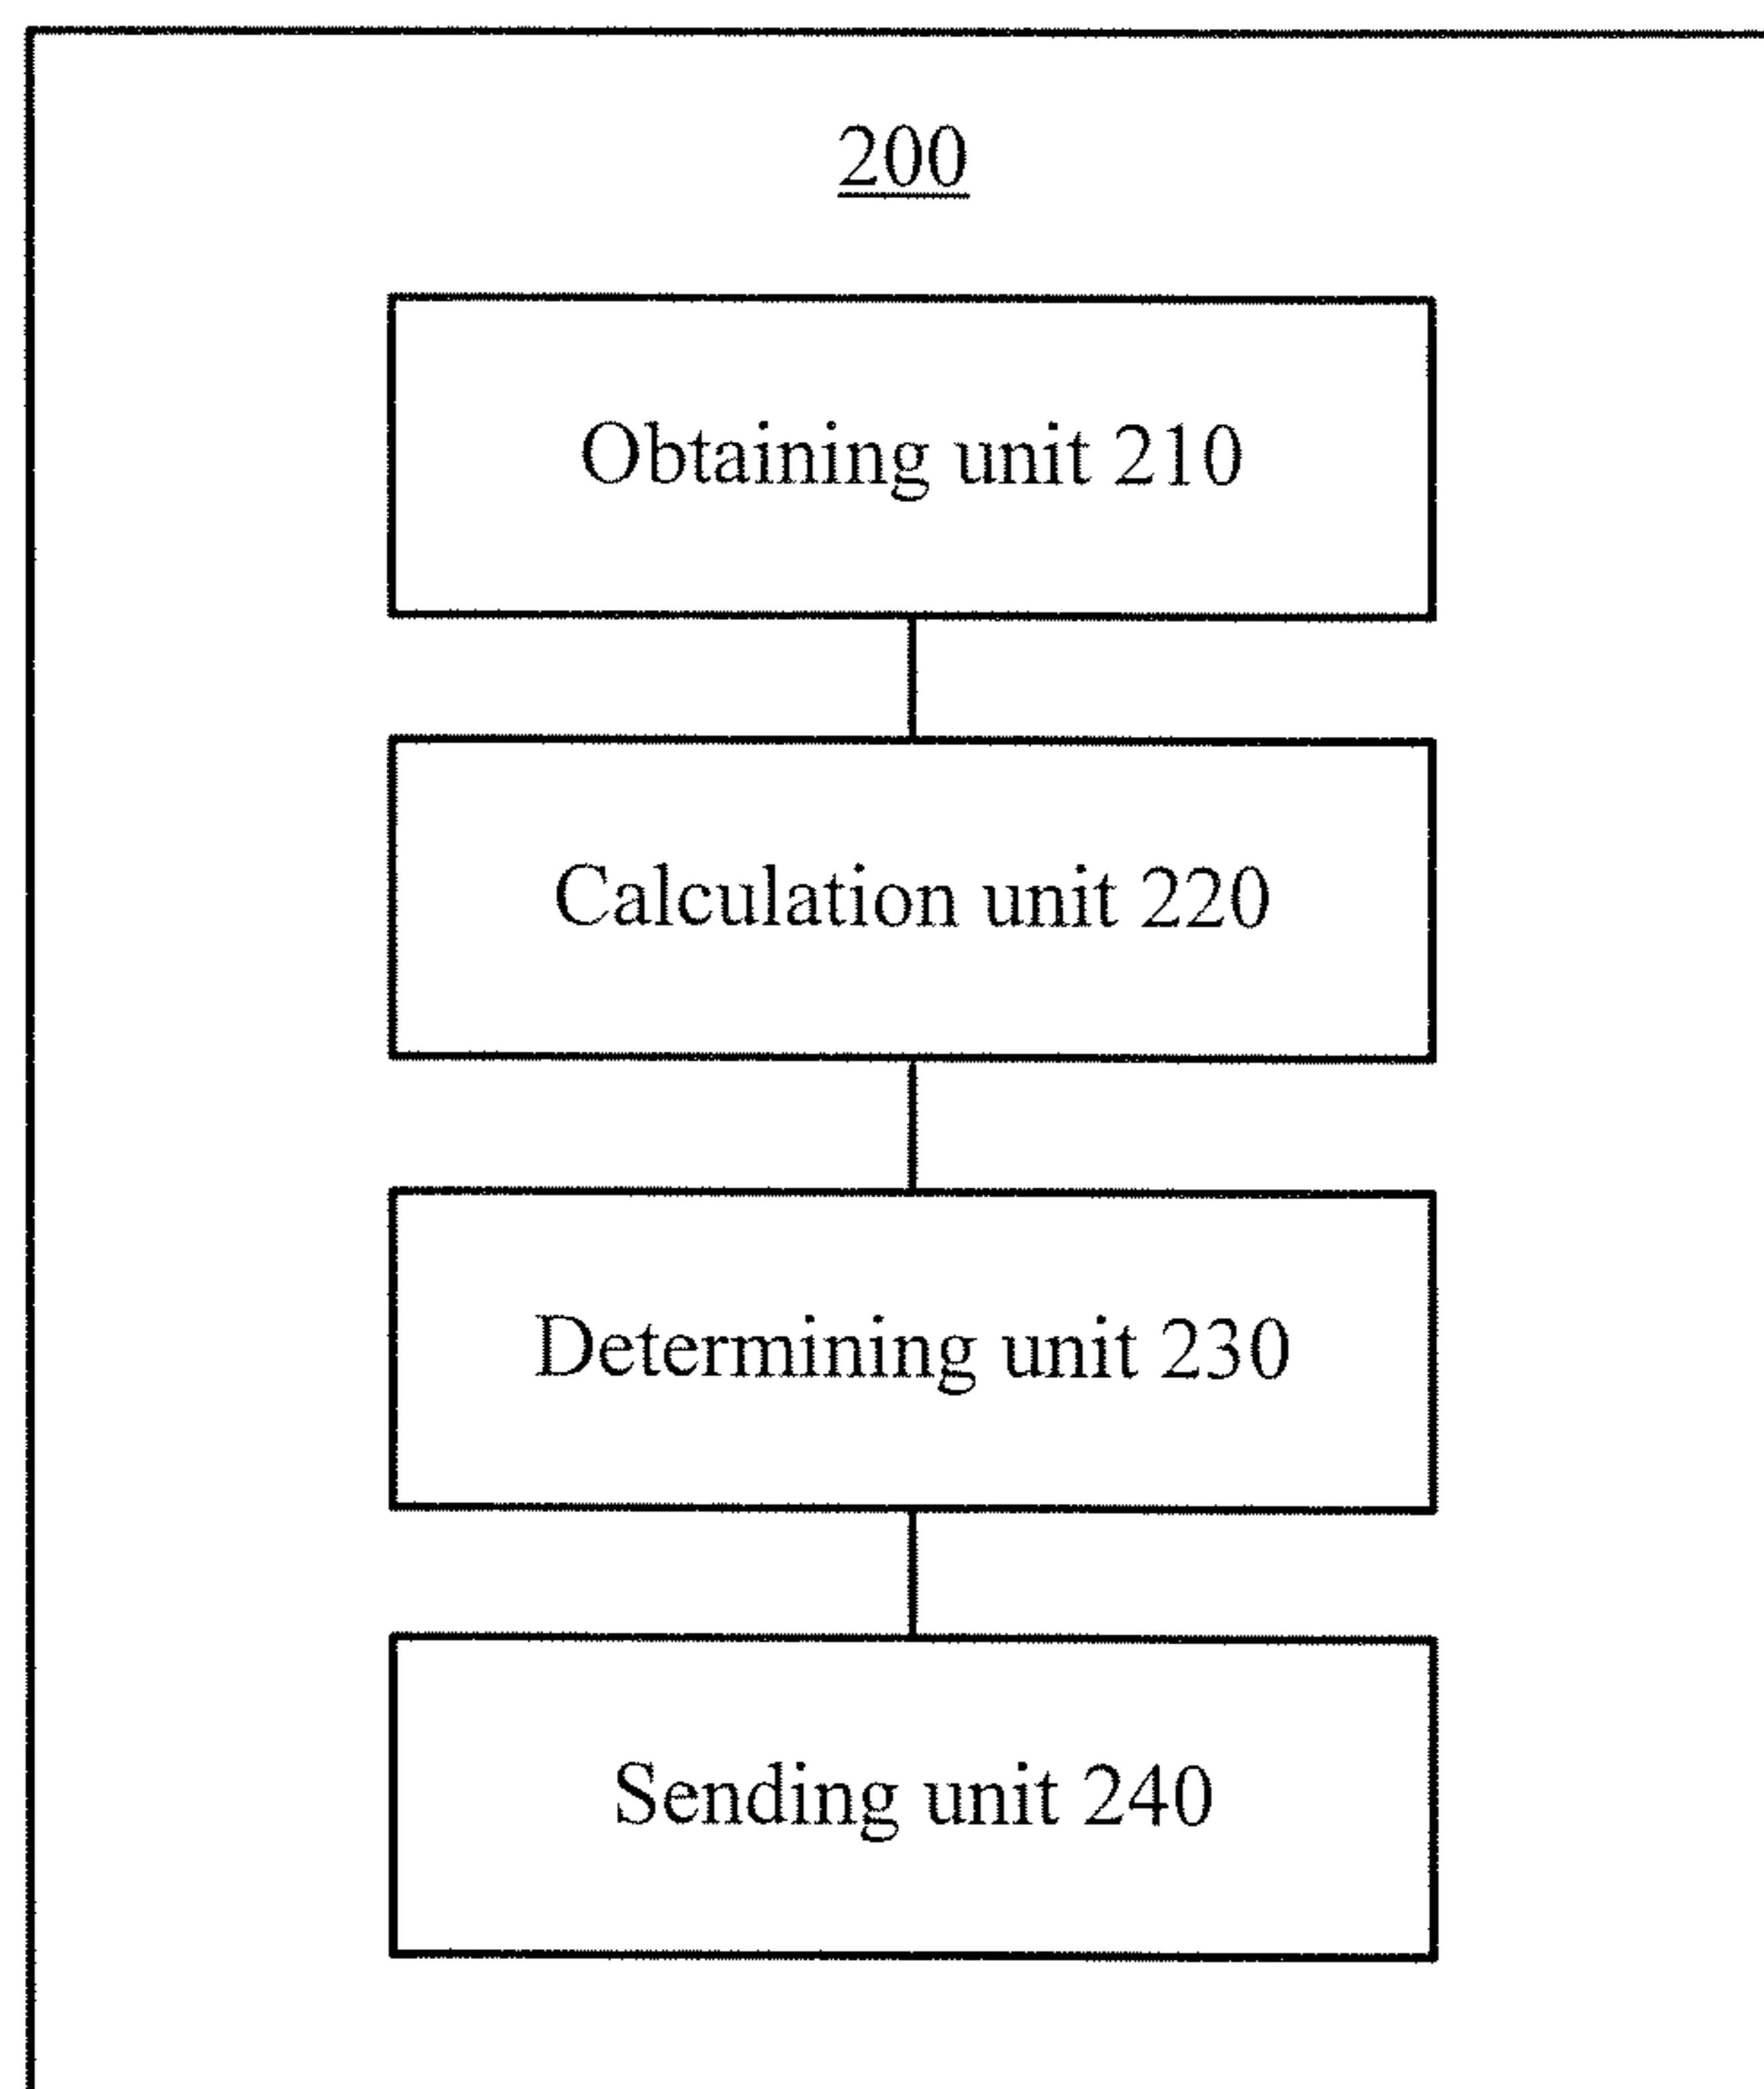 200
Obtaining unit 210
Calculation unit 220
Determining unit 230
Sending unit 240